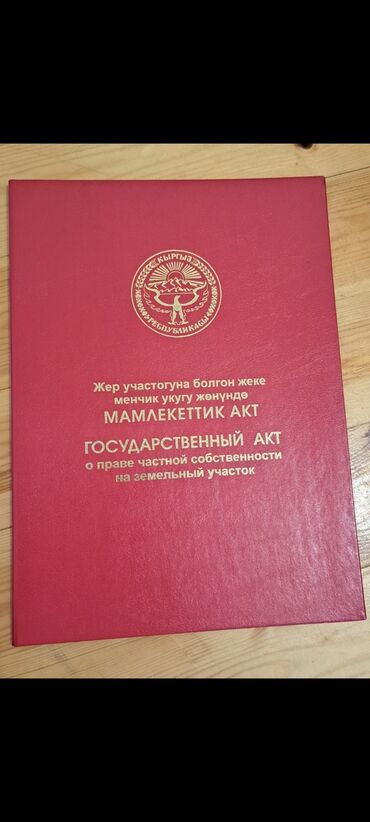 КЫРГЫЗ
РЕСПУБЛИКАСЫ
Жер участогуна болгон жеке
менчик укугу жөнүндө
МАМЛЕКЕТТИК АКТ
ГОСУДАРСТВЕННЫЙ АКТ
о праве частной собственности
на земельный участок